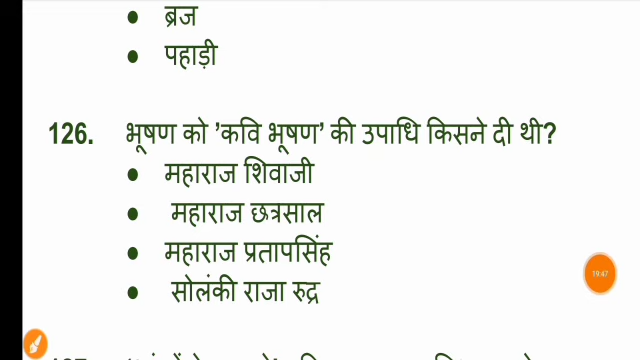 • ब्रज
• पहाड़ी
126. भूषण को 'कवि भूषण' की उपाधि किसने दी थी?
• महाराज शिवाजी
• महाराज छत्रसाल
• महाराज प्रतापसिंह
• सोलंकी राजा रुद्र
19:47